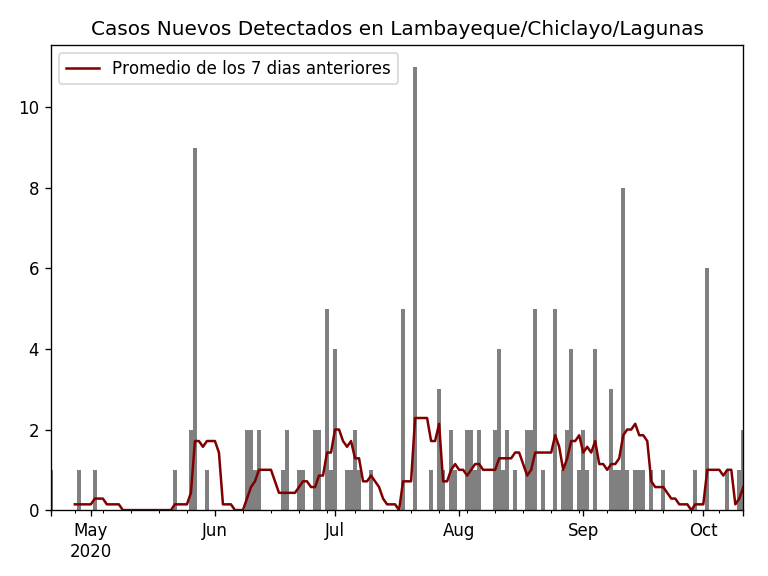 Casos Nuevos Detectados en Lambayeque/Chiclayo/Lagunas
Promedio de los 7 dias anteriores
10
8
6
4
2
0
May Jun Jul Aug Sep Oct
2020